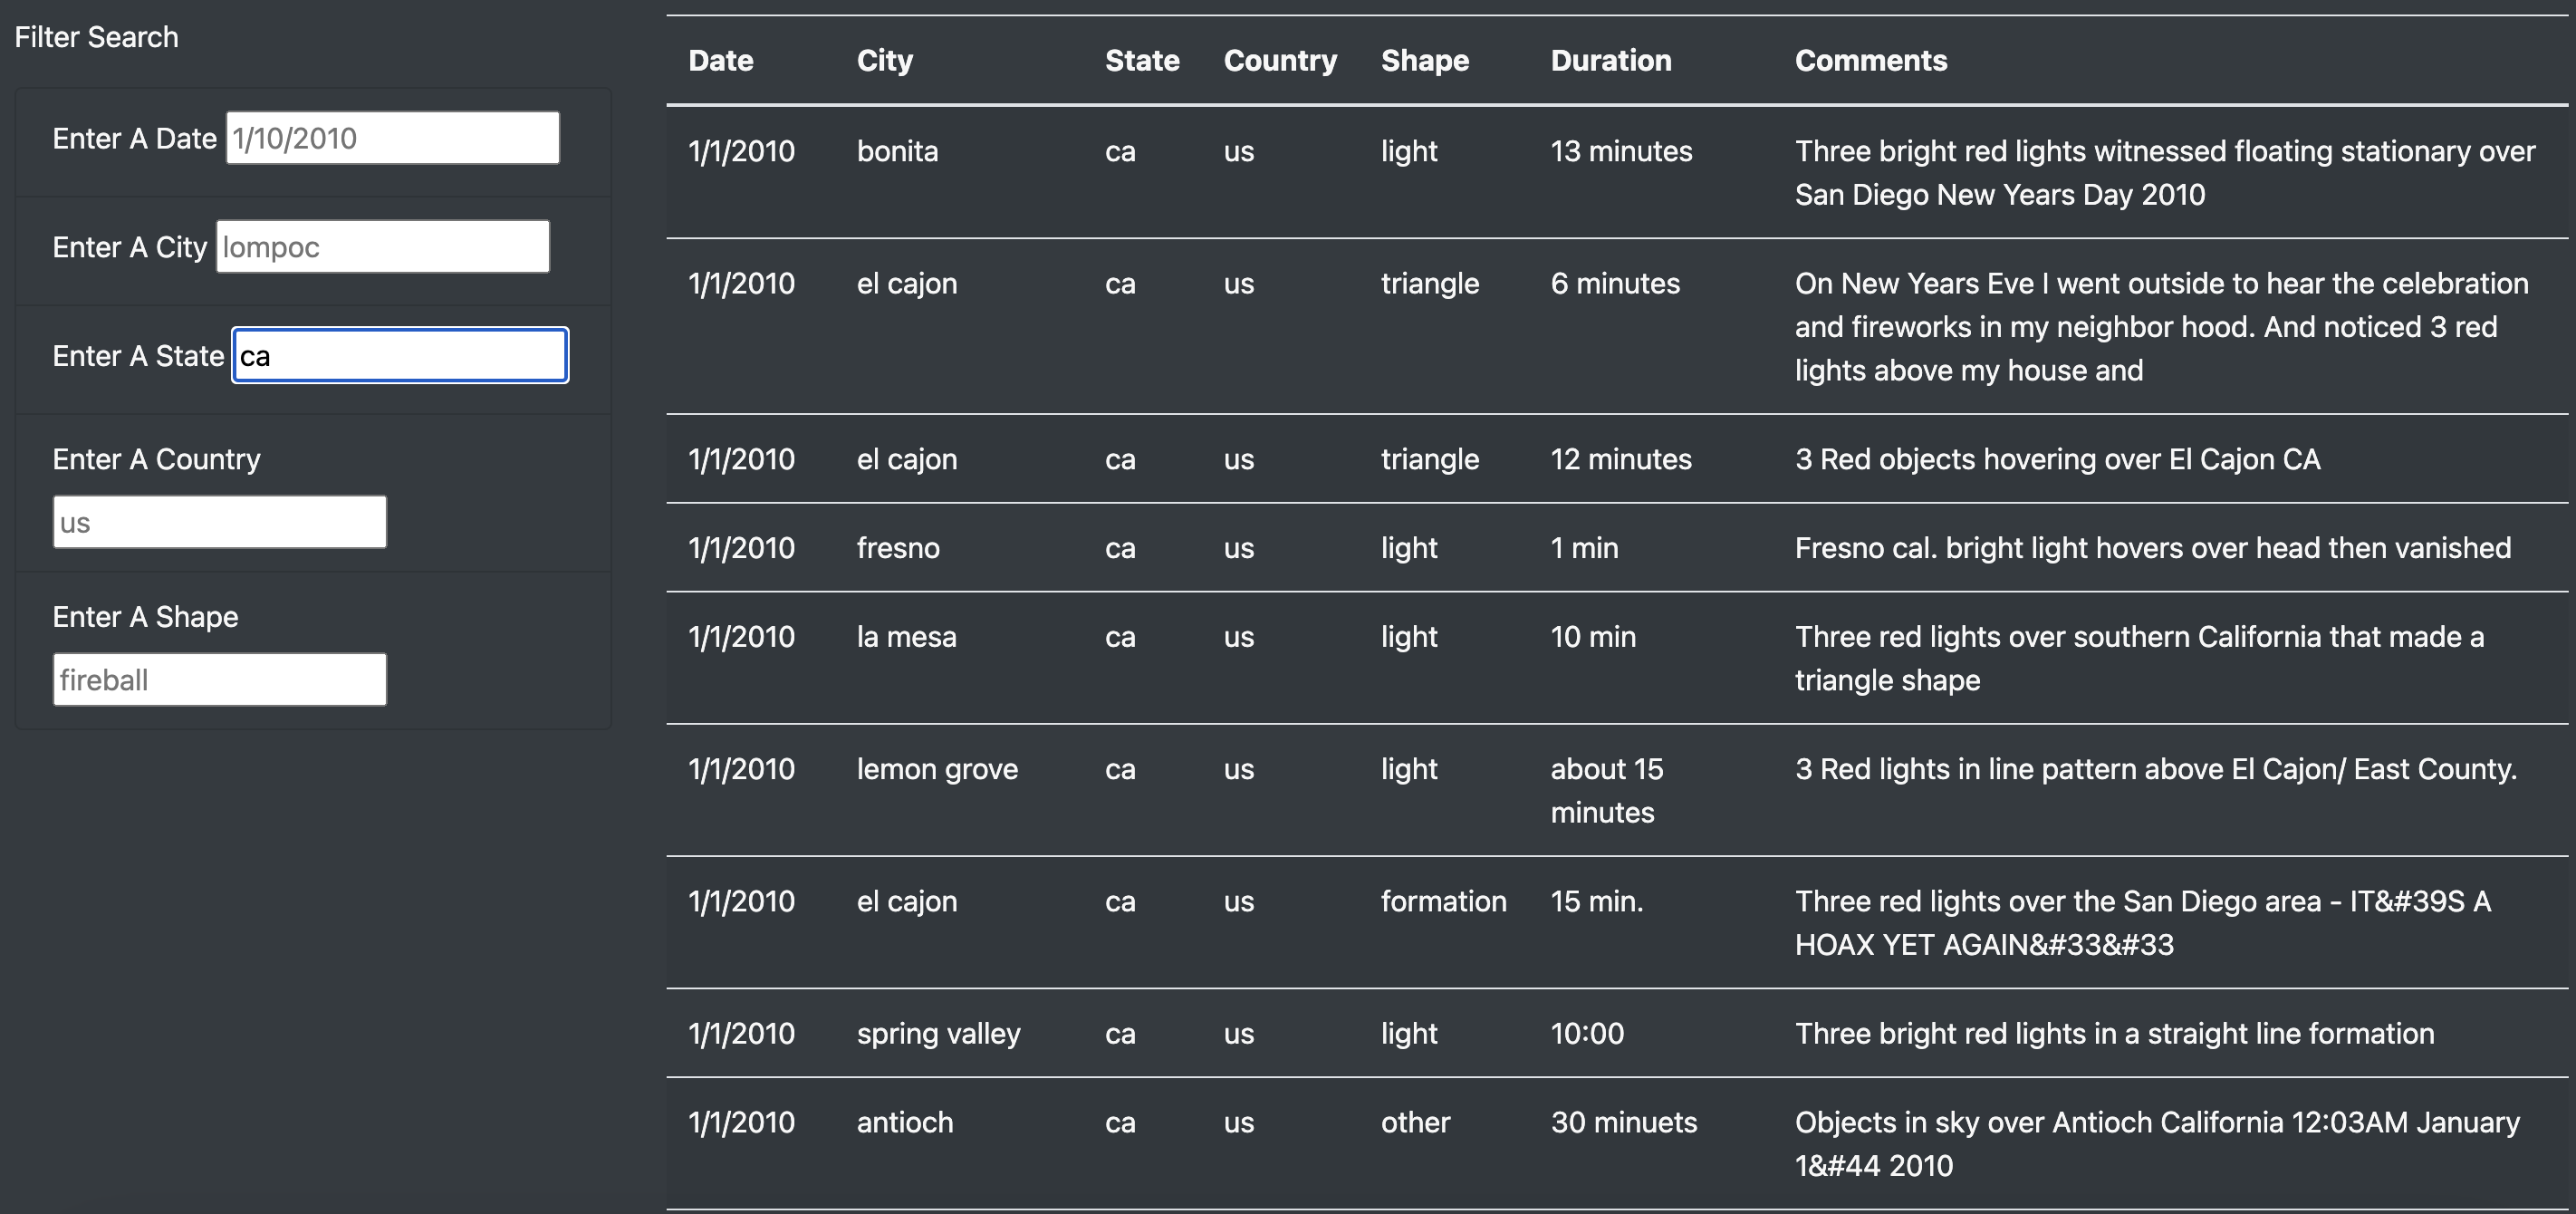 Filter Search
Enter A Date 1/10/2010
Enter A City lompoc
Enter A State ca
Enter A Country
us
Enter A Shape
fireball
Date City State Country Shape Duration Comments
1/1/2010 bonita ca us light 13 minutes Three bright red lights witnessed floating stationary over
San Diego New Years Day 2010
1/1/2010 el cajon ca us triangle 6 minutes On New Years Eve I went outside to hear the celebration
and fireworks in my neighbor hood. And noticed 3 red
lights above my house and
1/1/2010 el cajon ca us triangle 12 minutes 3 Red objects hovering over El Cajon CA
1/1/2010 fresno ca us light 1 min Fresno cal. bright light hovers over head then vanished
1/1/2010 la mesa ca us light 10 min Three red lights over southern California that made a
triangle shape
1/1/2010 lemon grove ca us light about 15 3 Red lights in line pattern above El Cajon/ East County.
minutes
1/1/2010 el cajon ca us formation 15 min. Three red lights over the San Diego area - IT&#39S A
HOAX YET AGAIN&#33&#33
1/1/2010 spring valley ca us light 10:00 Three bright red lights in a straight line formation
1/1/2010 antioch ca us other 30 minuets Objects in sky over Antioch California 12:03AM January
1&#44 2010